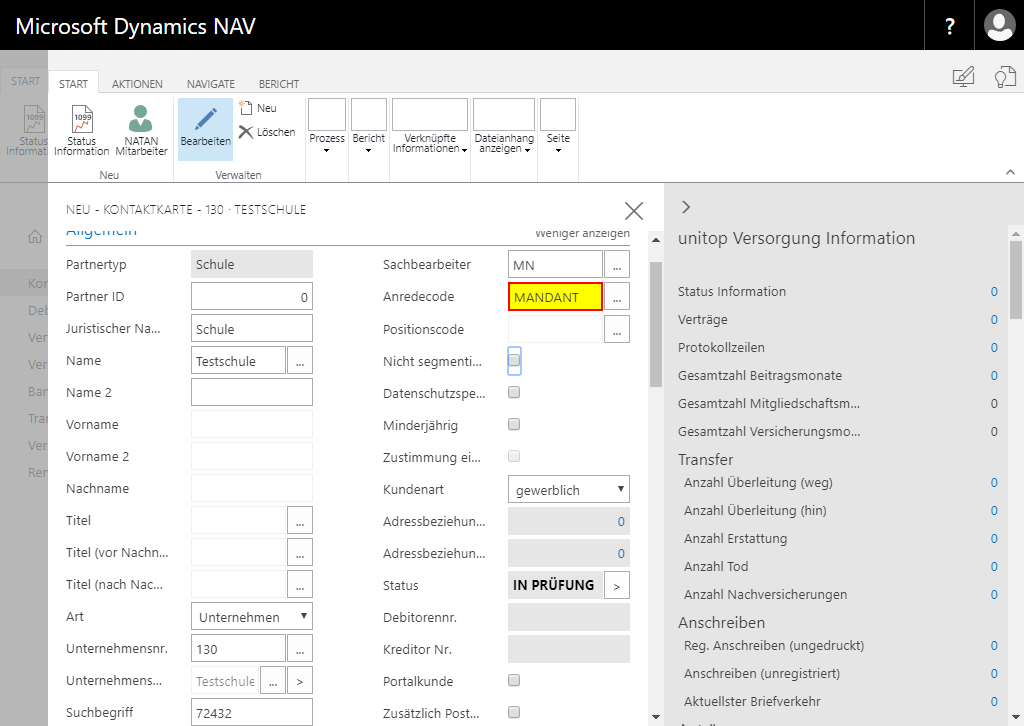 Microsoft Dynamics NAV
?
START
START
AKTIONEN
NAVIGATE
BERICHT
1099
Status
Informat
1099
Status
Information
NATAN
Mitarbeiter
Neu
Bearbeiten
Neu
Löschen
Verwalten
Prozess
Bericht
Verknüpfte
Informationen
Dateianhang
anzeigen
Seite
NEU - KONTAKTKARTE - 130 · TESTSCHULE
Allgemein
Weniger anzeigen
Partnertyp Schule
Partner ID 0
Juristischer Na... Schule
Name Testschule ...
Name 2
Vorname
Vorname 2
Nachname
Titel ...
Titel (vor Nachn... ...
Titel (nach Nac... ...
Art Unternehmen
Unternehmensnr. 130 ...
Unternehmens... Testschule ... >
Suchbegriff 72432
Sachbearbeiter MN ...
Anredecode MANDANT ...
Positionscode ...
Nicht segmenti...
Datenschutzspe...
Minderjährig
Zustimmung ei...
Kundenart gewerblich
Adressbeziehun... 0
Adressbeziehun... 0
Status IN PRÜFUNG >
Debitorennr.
Kreditor Nr.
Portalkunde
Zusätzlich Post...
unitop Versorgung Information
Status Information 0
Verträge 0
Protokollzeilen 0
Gesamtzahl Beitragsmonate 0
Gesamtzahl Mitgliedschaftsm... 0
Gesamtzahl Versicherungsmo... 0
Transfer
Anzahl Überleitung (weg) 0
Anzahl Überleitung (hin) 0
Anzahl Erstattung 0
Anzahl Tod 0
Anzahl Nachversicherungen 0
Anschreiben
Reg. Anschreiben (ungedruckt) 0
Anschreiben (unregistriert) 0
Aktuellster Briefverkehr 0
Kon
Deb
Ver
Ver
Ban
Tran
Ver
Ren